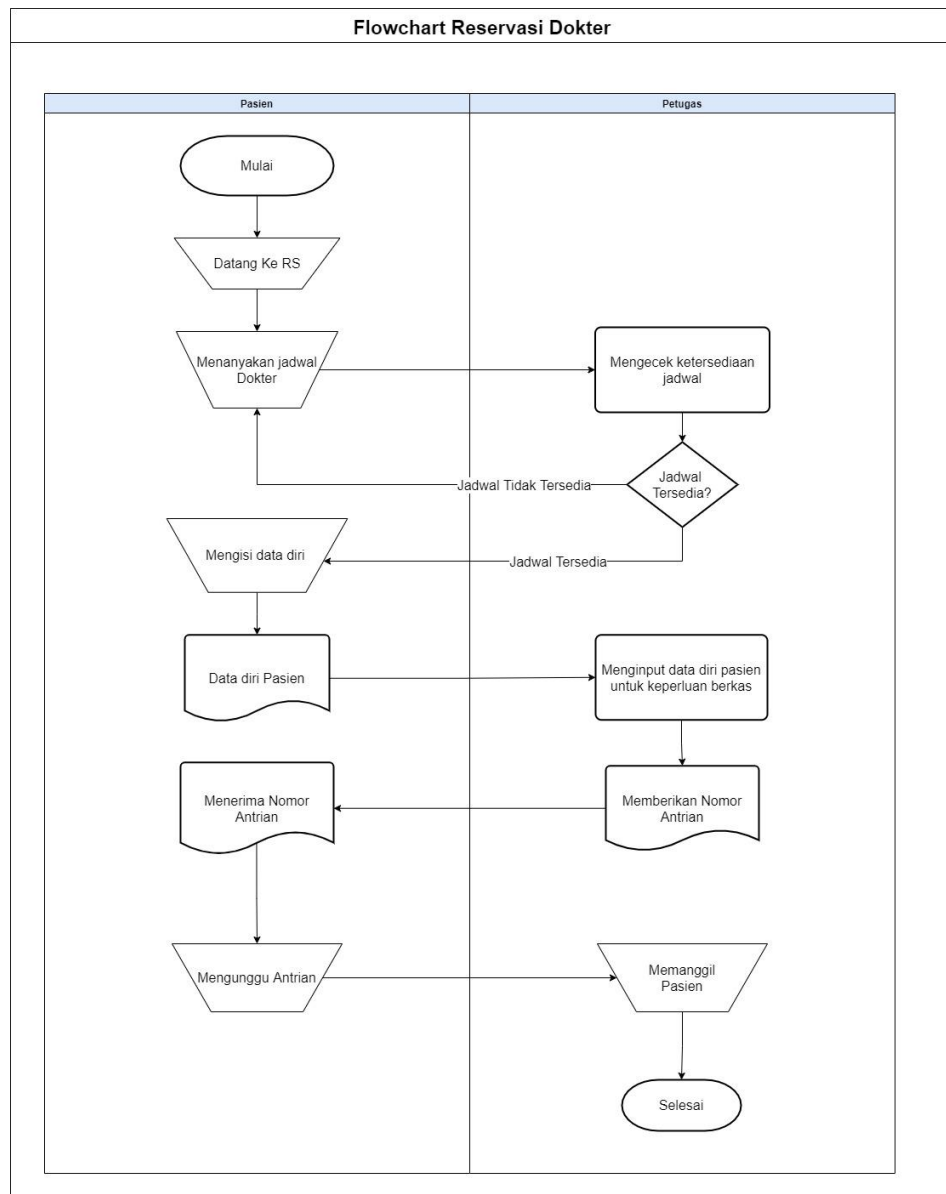 Flowchart Reservasi Dokter
Pasien
Petugas
Mulai
Datang Ke RS
Menanyakan jadwal
Dokter
Mengecek ketersediaan
jadwal
Jadwal
Tersedia?
Jadwal Tidak Tersedia
Mengisi data diri
Jadwal Tersedia
Data diri Pasien
Menginput data diri pasien
untuk keperluan berkas
Menerima Nomor
Antrian
Memberikan Nomor
Antrian
Mengunggu Antrian
Memanggil
Pasien
Selesai